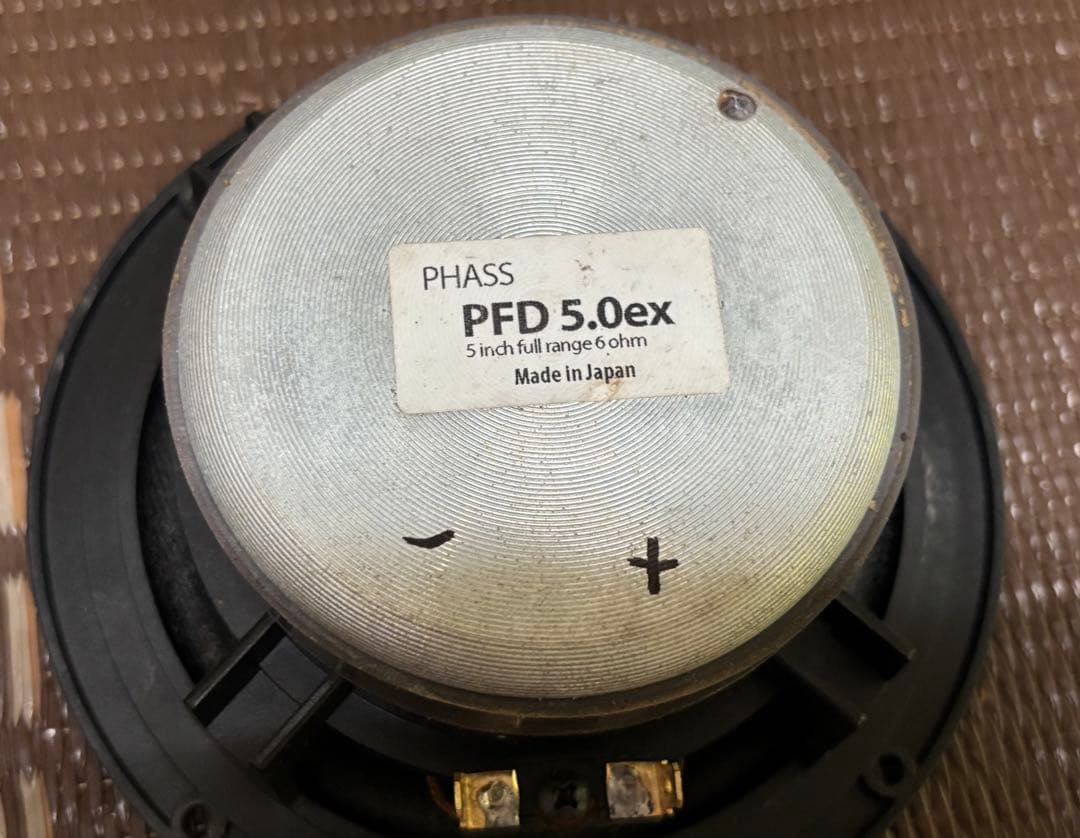 PHASS
PFD 5.0ex
5 inch full range 6 ohm
Made in Japan
- +